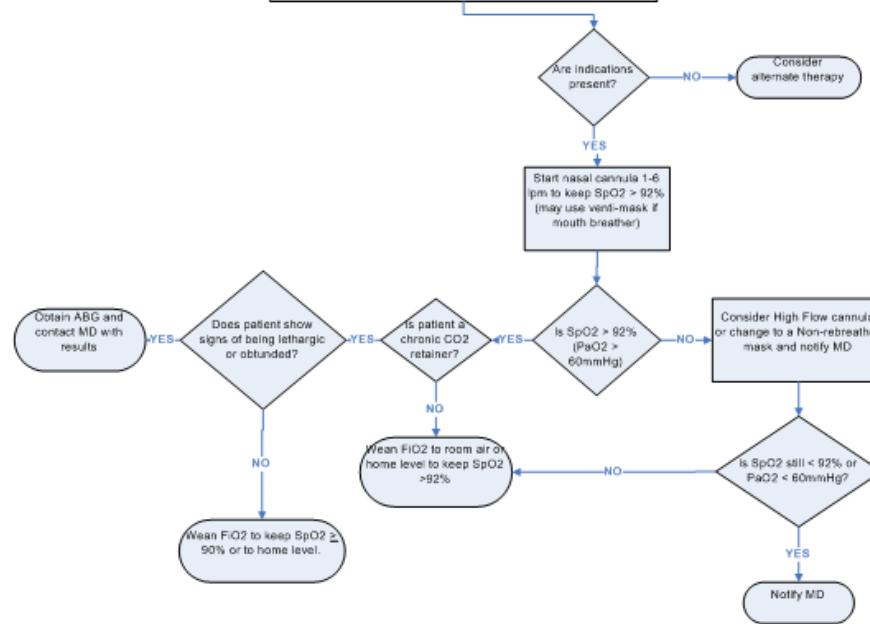 Are indications
present?
NO
Consider
alternate therapy
YES
Start nasal cannula 1-6
lpm to keep SpO2 > 92%
(may use venti-mask if
mouth breather)
Obtain ABG and
contact MD with
results
YES
Does patient show
signs of being lethargic
or obtunded?
YES
Is patient a
chronic CO2
retainer?
YES
Is SpO2 > 92%
(PaO2 >
60mmHg)
NO
Consider High Flow cannula
or change to a Non-rebreathe
mask and notify MD
NO
Wean FiO2 to room air or
home level to keep SpO2
>92%
NO
Is SpO2 still < 92% or
PaO2 < 60mmHg?
NO
Wean FiO2 to keep SpO2 ≥
90% or to home level.
YES
Notify MD